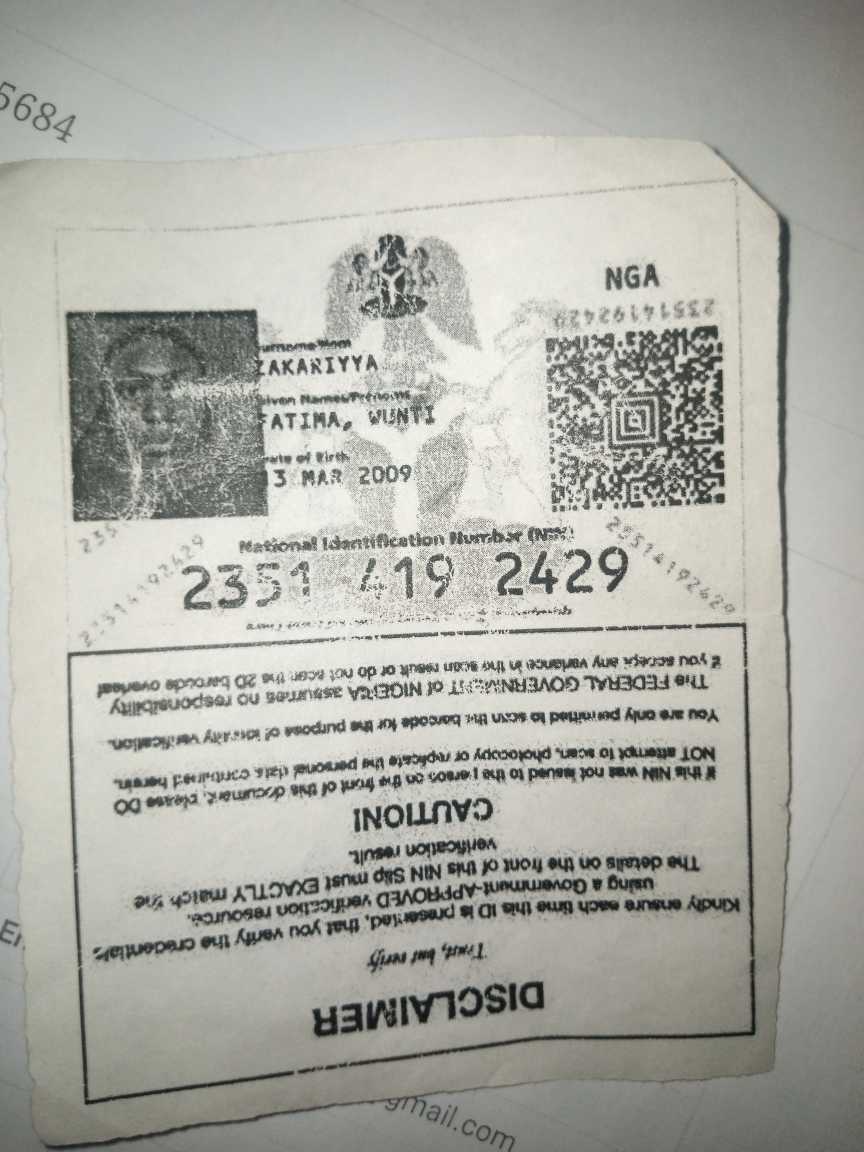 5684
NGA
23514192429
ZAKARIYYA
Given Names/Prénoms
FATIMA, WUNTI
Date of Birth
3 MAR 2009
National Identification Number (NIN)
235
23514192429
23514192429
2351 419 2429
DISCLAIMER
Trust, but verify
Kindly ensure each time this ID is presented, that you verify the credentials
using a Government-APPROVED verification resource.
The details on the front of this NIN Slip must EXACTLY match the
verification result.
CAUTION!
If this NIN was not issued to the person on the front of this document, please DO
NOT attempt to scan, photocopy or replicate the personal data contained herein.
You are only permitted to scan the barcode for the purpose of identity verification.
The FEDERAL GOVERNMENT of NIGERIA assumes no responsibility
if you accept any variance in the scan result or do not scan the 2D barcode overleaf
gmail.com